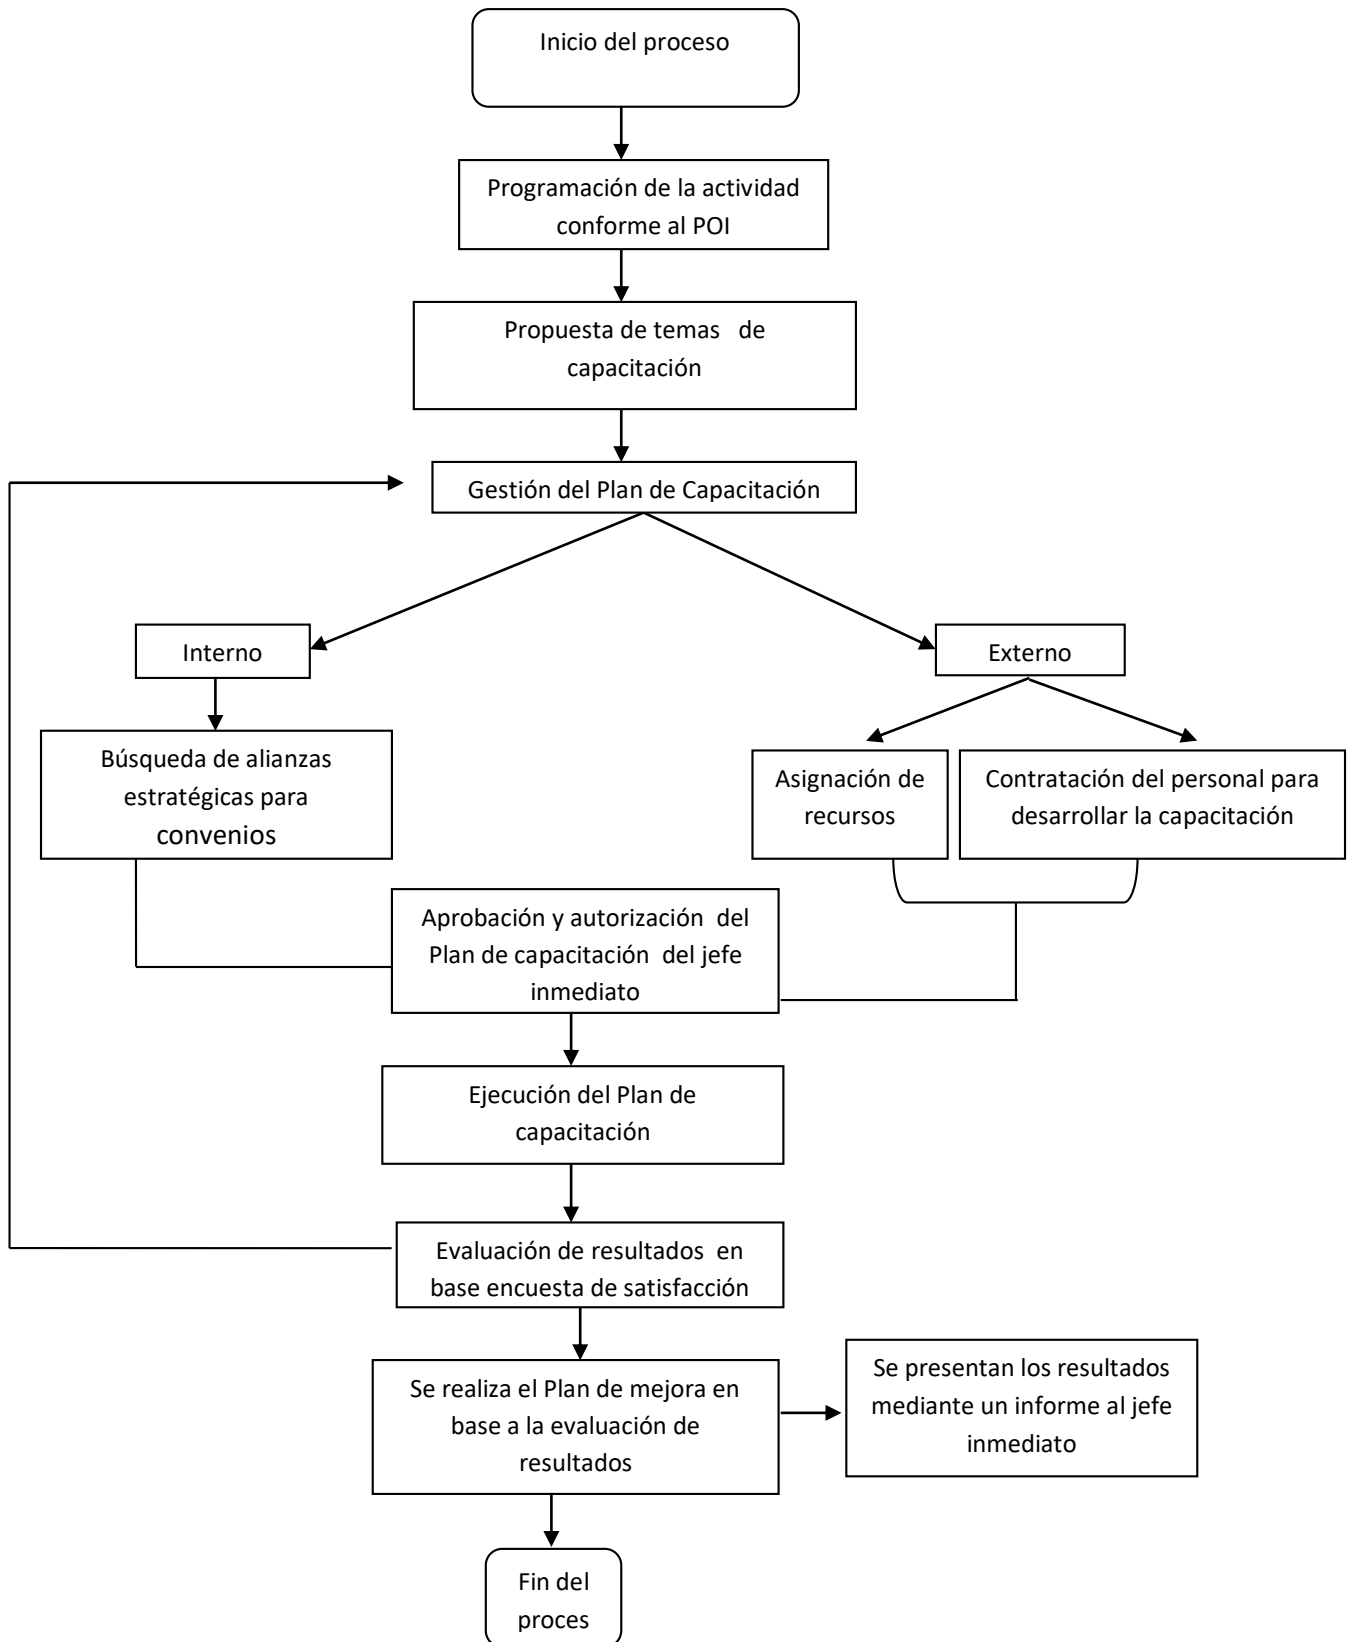 Inicio del proceso
Programación de la actividad
conforme al POI
Propuesta de temas de
capacitación
Gestión del Plan de Capacitación
Interno
Externo
Búsqueda de alianzas
estratégicas para
convenios
Asignación de
recursos
Contratación del personal para
desarrollar la capacitación
Aprobación y autorización del
Plan de capacitación del jefe
inmediato
Ejecución del Plan de
capacitación
Evaluación de resultados en
base encuesta de satisfacción
Se realiza el Plan de mejora en
base a la evaluación de
resultados
Se presentan los resultados
mediante un informe al jefe
inmediato
Fin del
proces